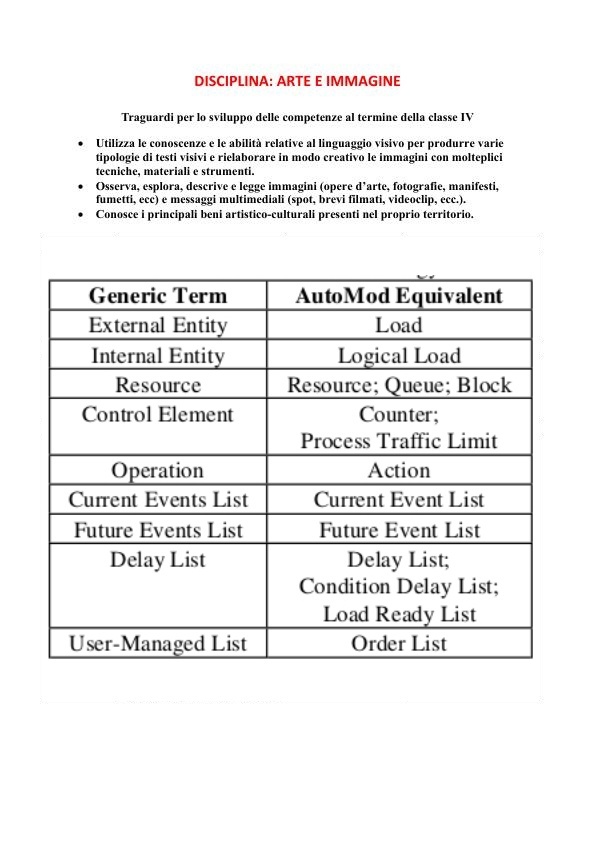 DISCIPLINA: ARTE E IMMAGINE
Traguardi per lo sviluppo delle competenze al termine della classe IV
• Utilizza le conoscenze e le abilità relative al linguaggio visivo per produrre varie
tipologie di testi visivi e rielaborare in modo creativo le immagini con molteplici
tecniche, materiali e strumenti.
• Osserva, esplora, descrive e legge immagini (opere d'arte, fotografie, manifesti,
fumetti, ecc) e messaggi multimediali (spot, brevi filmati, videoclip, ecc.).
• Conosce i principali beni artistico-culturali presenti nel proprio territorio.
Generic Term AutoMod Equivalent
External Entity Load
Internal Entity Logical Load
Resource Resource; Queue; Block
Control Element Counter;
Process Traffic Limit
Operation Action
Current Events List Current Event List
Future Events List Future Event List
Delay List Delay List;
Condition Delay List;
Load Ready List
User-Managed List Order List